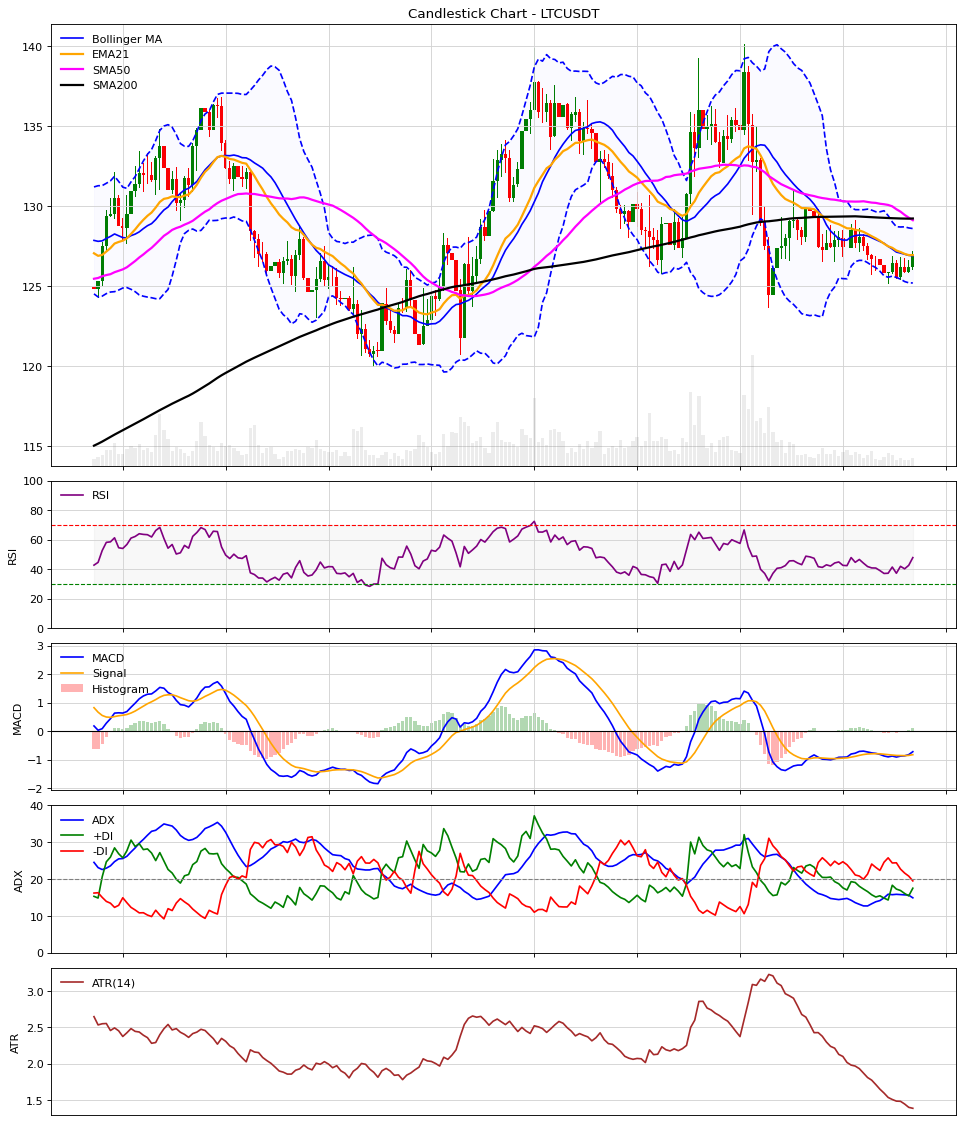 Candlestick Chart - LTCUSDT
Bollinger MA
EMA21
SMA50
SMA200
140
135
130
125
120
115
RSI
RSI
100
80
60
40
20
0
MACD
Signal
Histogram
MACD
3
2
1
0
−1
−2
ADX
+DI
-DI
ADX
40
30
20
10
0
ATR(14)
ATR
3.0
2.5
2.0
1.5